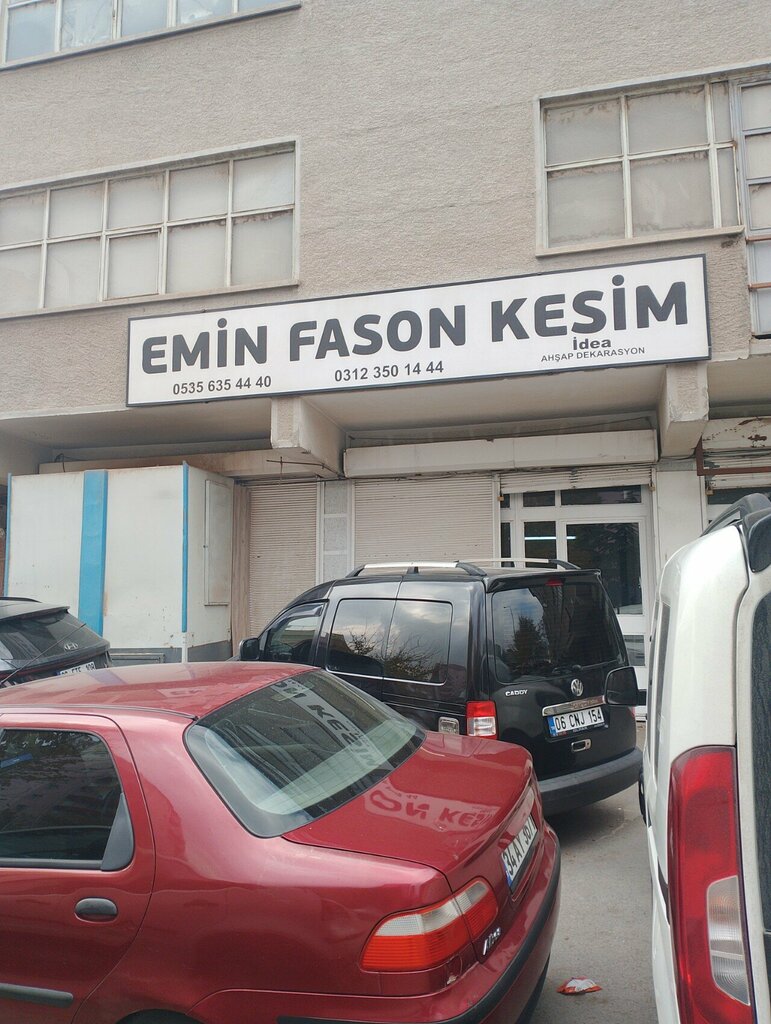 EMİN FASON KESİM
0535 635 44 40
0312 350 14 44
İdea
AHŞAP DEKARASYON
CADDY
06 CNJ 154